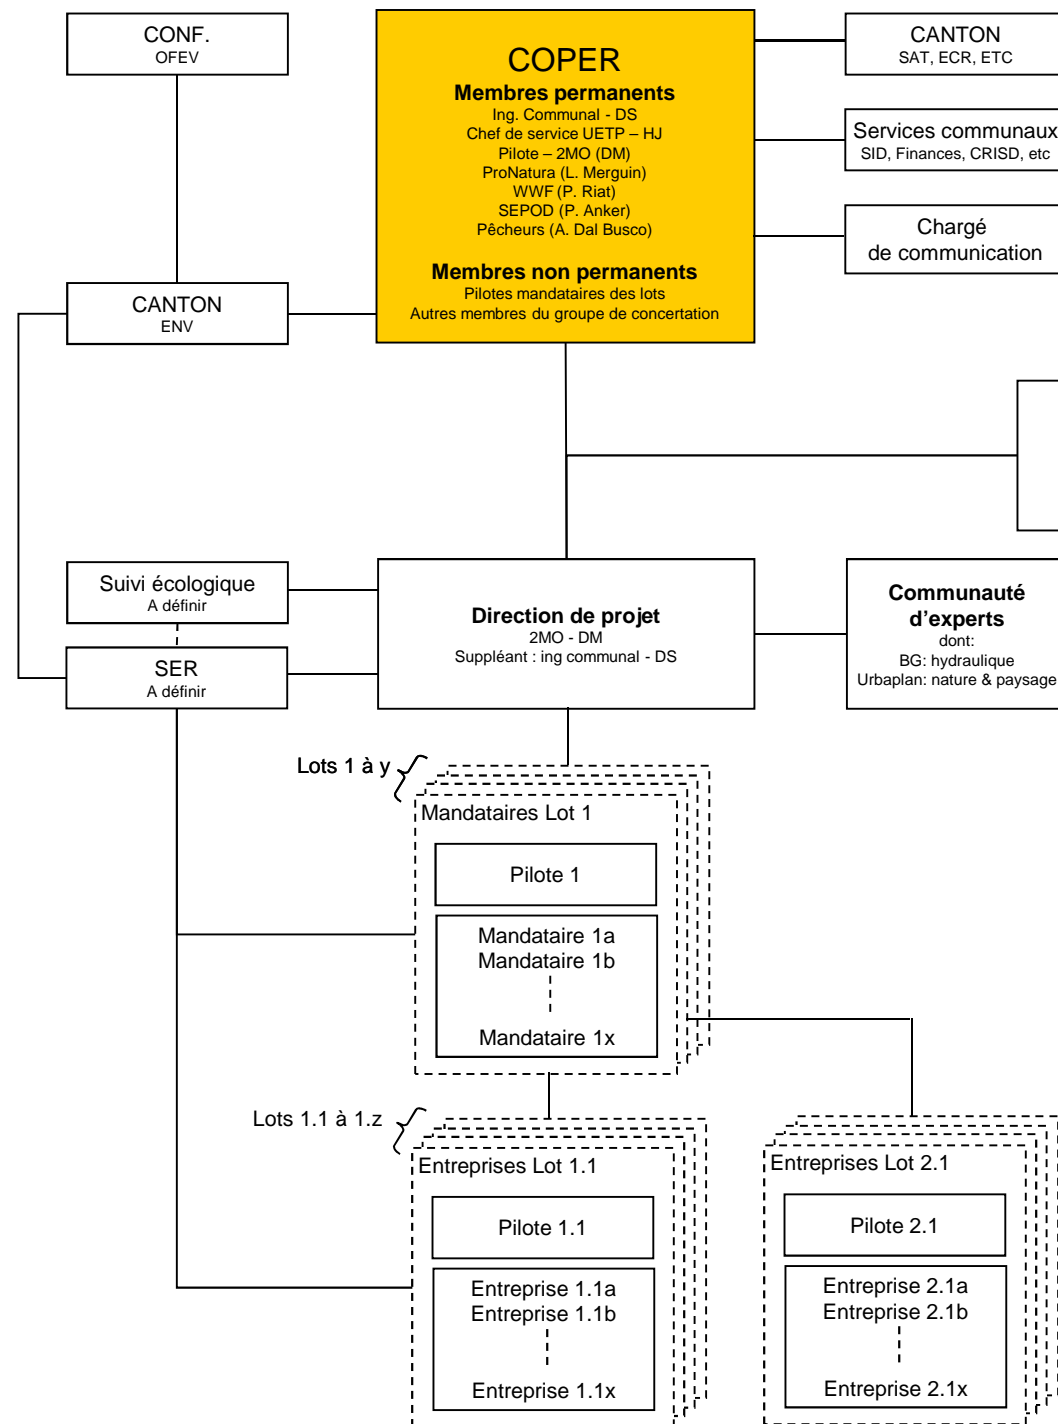 CONF.
OFEV
COPER
Membres permanents
Ing. Communal - DS
Chef de service UETP – HJ
Pilote – 2MO (DM)
ProNatura (L. Merguin)
WWF (P. Riat)
SEPOD (P. Anker)
Pêcheurs (A. Dal Busco)
Membres non permanents
Pilotes mandataires des lots
Autres membres du groupe de concertation
CANTON
SAT, ECR, ETC
Services communaux
SID, Finances, CRISD, etc
Chargé
de communication
CANTON
ENV
Suivi écologique
A définir
SER
A définir
Direction de projet
2MO - DM
Suppléant : ing communal - DS
Communauté
d'experts
dont:
BG: hydraulique
Urbaplan: nature & paysage
Lots 1 à y
Mandataires Lot 1
Pilote 1
Mandataire 1a
Mandataire 1b
Mandataire 1x
Lots 1.1 à 1.z
Entreprises Lot 1.1
Pilote 1.1
Entreprise 1.1a
Entreprise 1.1b
Entreprise 1.1x
Entreprises Lot 2.1
Pilote 2.1
Entreprise 2.1a
Entreprise 2.1b
Entreprise 2.1x